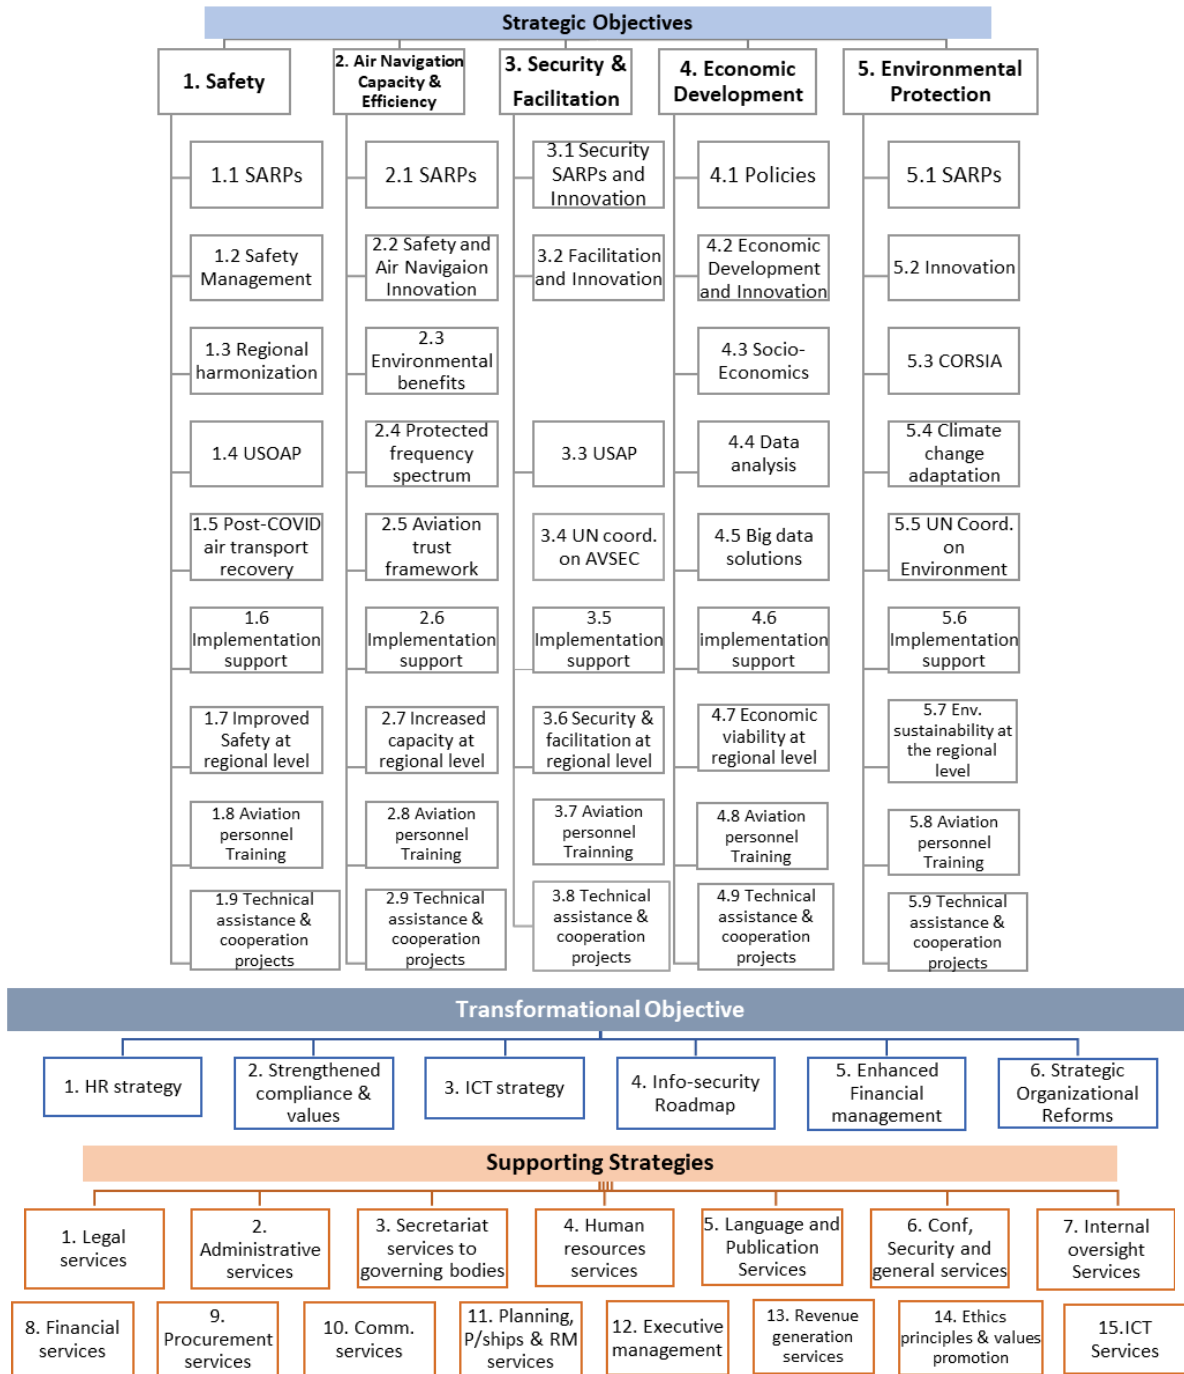 Strategic Objectives
1. Safety
2. Air Navigation
Capacity &
Efficiency
3. Security &
Facilitation
4. Economic
Development
5. Environmental
Protection
1.1 SARPs
2.1 SARPs
3.1 Security
SARPs and
Innovation
4.1 Policies
5.1 SARPs
1.2 Safety
Management
2.2 Safety and
Air Navigaion
Innovation
3.2 Facilitation
and Innovation
4.2 Economic
Development
and Innovation
5.2 Innovation
1.3 Regional
harmonization
2.3
Environmental
benefits
4.3 Socio-
Economics
5.3 CORSIA
1.4 USOAP
2.4 Protected
frequency
spectrum
3.3 USAP
4.4 Data
analysis
5.4 Climate
change
adaptation
1.5 Post-COVID
air transport
recovery
2.5 Aviation
trust
framework
3.4 UN coord.
on AVSEC
4.5 Big data
solutions
5.5 UN Coord.
on
Environment
1.6
Implementation
support
2.6
Implementation
support
3.5
Implementation
support
4.6
implementation
support
5.6
Implementation
support
1.7 Improved
Safety at
regional level
2.7 Increased
capacity at
regional level
3.6 Security &
facilitation at
regional level
4.7 Economic
viability at
regional level
5.7 Env.
sustainability at
the regional
level
1.8 Aviation
personnel
Training
2.8 Aviation
personnel
Training
3.7 Aviation
personnel
Trainning
4.8 Aviation
personnel
Training
5.8 Aviation
personnel
Training
1.9 Technical
assistance &
cooperation
projects
2.9 Technical
assistance &
cooperation
projects
3.8 Technical
assistance &
cooperation
projects
4.9 Technical
assistance &
cooperation
projects
5.9 Technical
assistance &
cooperation
projects
Transformational Objective
1. HR strategy
2. Strengthened
compliance &
values
3. ICT strategy
4. Info-security
Roadmap
5. Enhanced
Financial
management
6. Strategic
Organizational
Reforms
Supporting Strategies
1. Legal
services
2.
Administrative
services
3. Secretariat
services to
governing bodies
4. Human
resources
services
5. Language and
Publication
Services
6. Conf,
Security and
general services
7. Internal
oversight
Services
8. Financial
services
9.
Procurement
services
10. Comm.
services
11. Planning,
P/ships & RM
services
12. Executive
management
13. Revenue
generation
services
14. Ethics
principles & values
promotion
15.ICT
Services